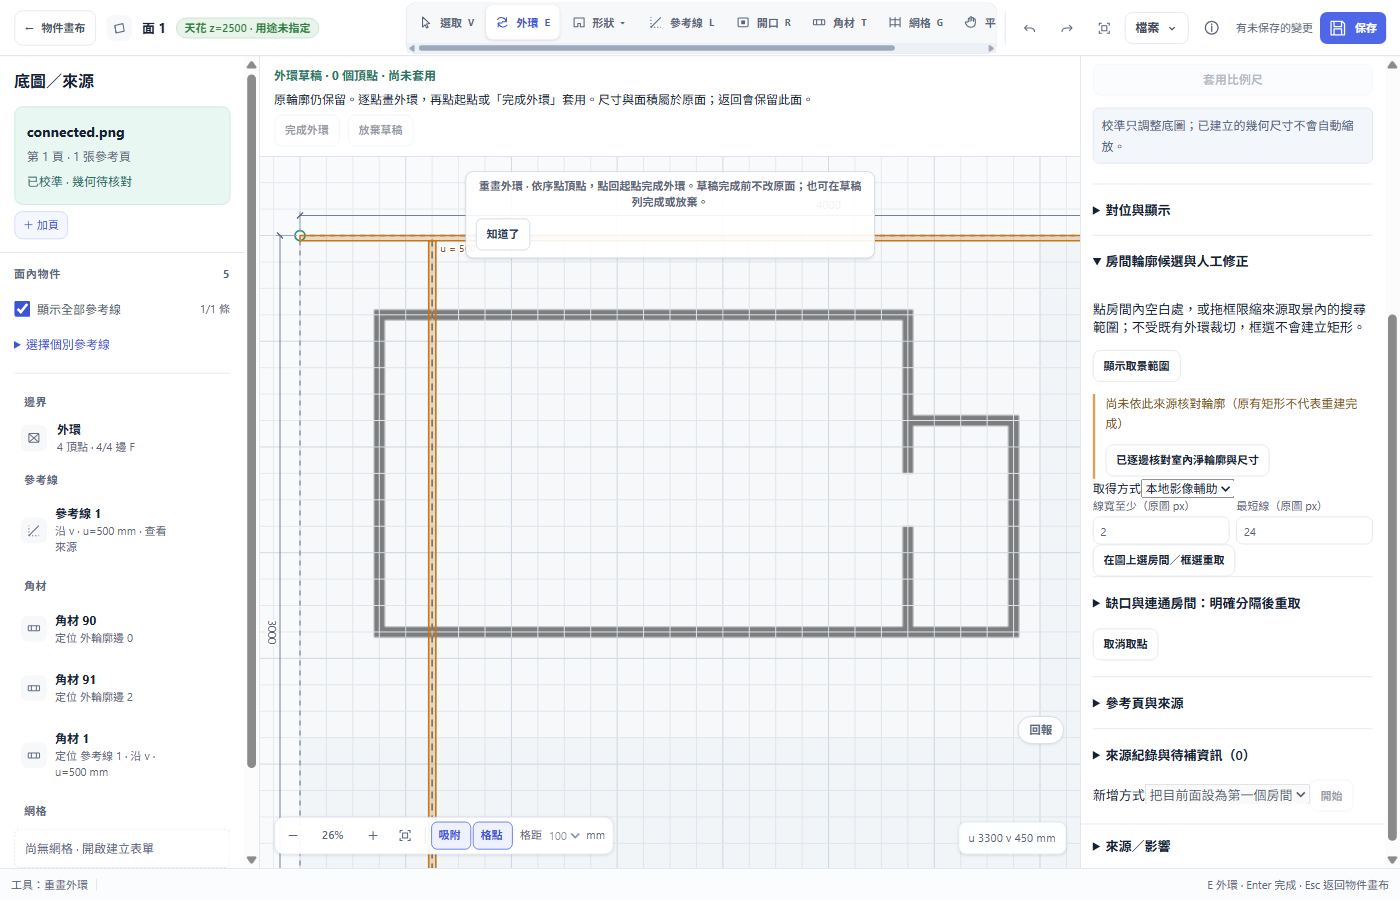 ← 物件畫布
面 1
天花 z=2500 · 用途未指定
選取 V
外環 E
形狀
參考線 L
開口 R
角材 T
網格 G
平
檔案
有未保存的變更
保存
底圖／來源
connected.png
第 1 頁 · 1 張參考頁
已校準 · 幾何待核對
＋ 加頁
面內物件 5
顯示全部參考線 1/1 條
選擇個別參考線
邊界
外環
4 頂點 · 4/4 邊 F
參考線
參考線 1
沿 v · u=500 mm · 查看
來源
角材
角材 90
定位 外輪廓邊 0
角材 91
定位 外輪廓邊 2
角材 1
定位 參考線 1 · 沿 v ·
u=500 mm
網格
尚無網格 · 開啟建立表單
外環草稿 · 0 個頂點 · 尚未套用
原輪廓仍保留。逐點畫外環，再點起點或「完成外環」套用。尺寸與面積屬於原面；返回會保留此面。
完成外環
放棄草稿
重畫外環 · 依序點頂點，點回起點完成外環。草稿完成前不改原面；也可在草稿
列完成或放棄。
4000
知道了
u = 50
3000
回報
− 26% ＋
吸附
格點
格距 100 mm
u 3300 v 450 mm
套用比例尺
校準只調整底圖；已建立的幾何尺寸不會自動縮
放。
對位與顯示
房間輪廓候選與人工修正
點房間內空白處，或拖框限縮來源取景內的搜尋
範圍；不受既有外環裁切，框選不會建立矩形。
顯示取景範圍
尚未依此來源核對輪廓（原有矩形不代表重建完
成）
已逐邊核對室內淨輪廓與尺寸
取得方式 本地影像輔助
線寬至少（原圖 px）
最短線（原圖 px）
2
24
在圖上選房間／框選重取
缺口與連通房間：明確分隔後重取
取消取點
參考頁與來源
來源紀錄與待補資訊（0）
新增方式 把目前面設為第一個房間
開始
來源／影響
工具：重畫外環
E 外環 · Enter 完成 · Esc 返回物件畫布